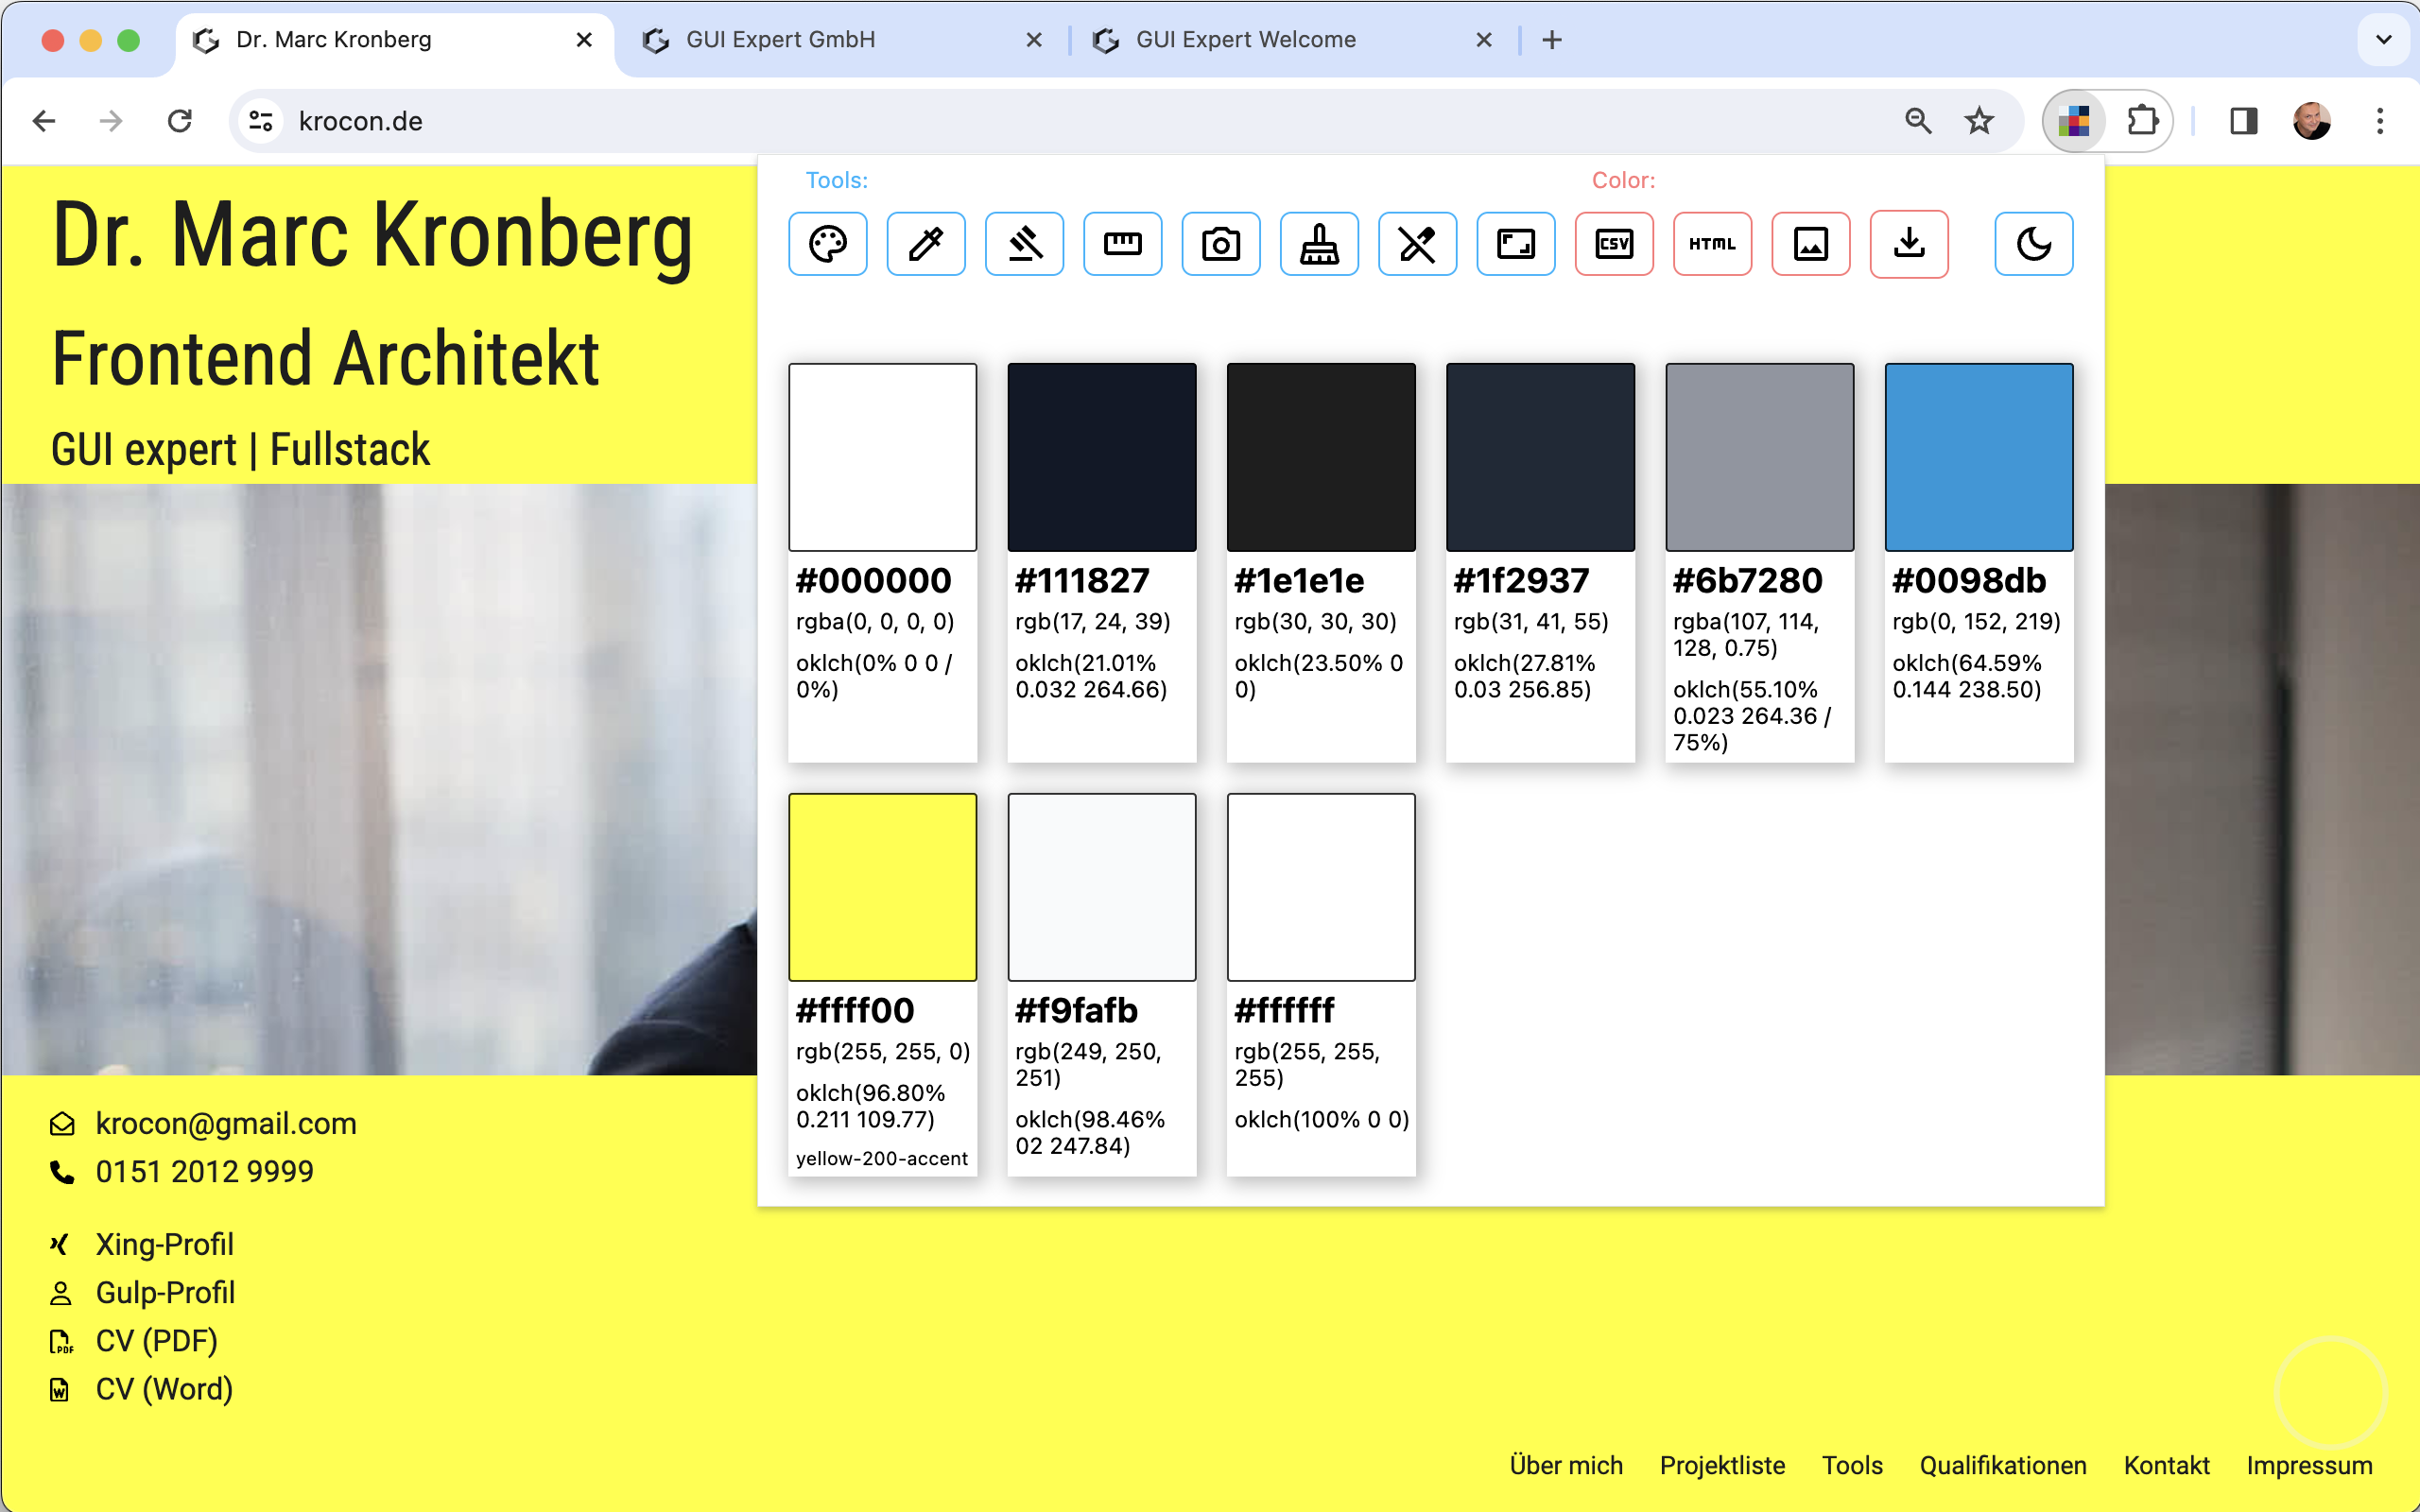 Dr. Marc Kronberg
GUI Expert GmbH
GUI Expert Welcome
krocon.de
Dr. Marc Kronberg
Frontend Architekt
GUI expert | Fullstack
Tools:
Color:
CSV
HTML
#000000
rgba(0, 0, 0, 0)
oklch(0% 0 0 /
0%)
#111827
rgb(17, 24, 39)
oklch(21.01%
0.032 264.66)
#1e1e1e
rgb(30, 30, 30)
oklch(23.50% 0
0)
#1f2937
rgb(31, 41, 55)
oklch(27.81%
0.03 256.85)
#6b7280
rgba(107, 114,
128, 0.75)
oklch(55.10%
0.023 264.36 /
75%)
#0098db
rgb(0, 152, 219)
oklch(64.59%
0.144 238.50)
#ffff00
rgb(255, 255, 0)
oklch(96.80%
0.211 109.77)
yellow-200-accent
#f9fafb
rgb(249, 250,
251)
oklch(98.46%
02 247.84)
#ffffff
rgb(255, 255,
255)
oklch(100% 0 0)
krocon@gmail.com
0151 2012 9999
Xing-Profil
Gulp-Profil
PDF
CV (PDF)
W
CV (Word)
Über mich
Projektliste
Tools
Qualifikationen
Kontakt
Impressum